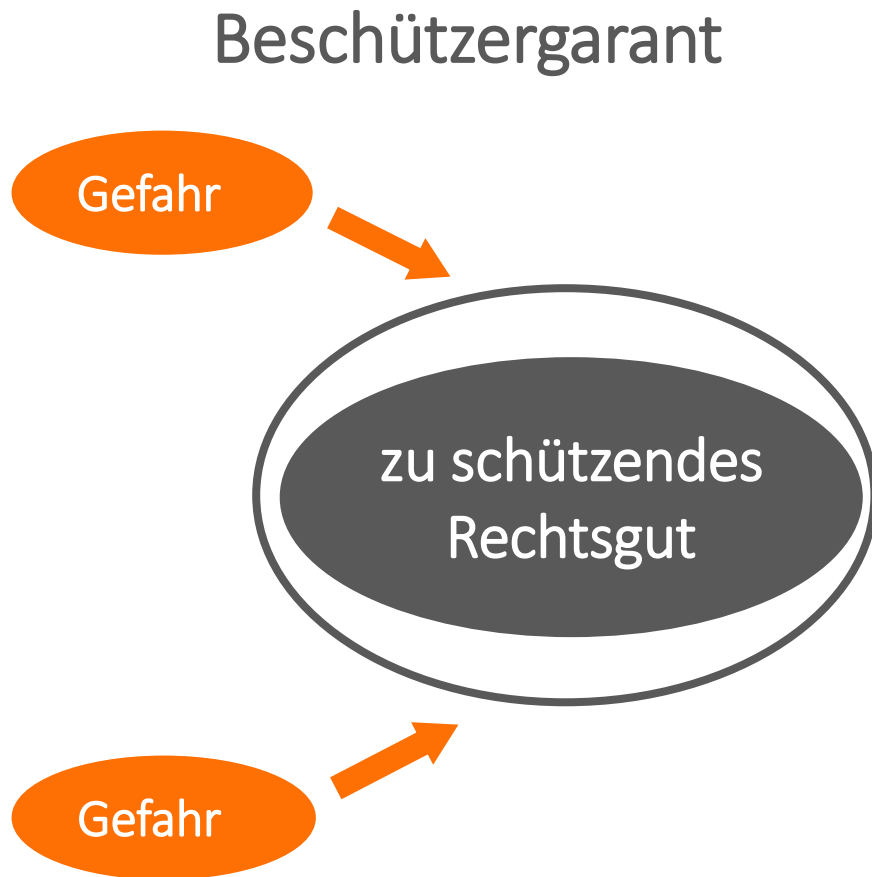 Beschützergarant
Gefahr
zu schützendes
Rechtsgut
Gefahr